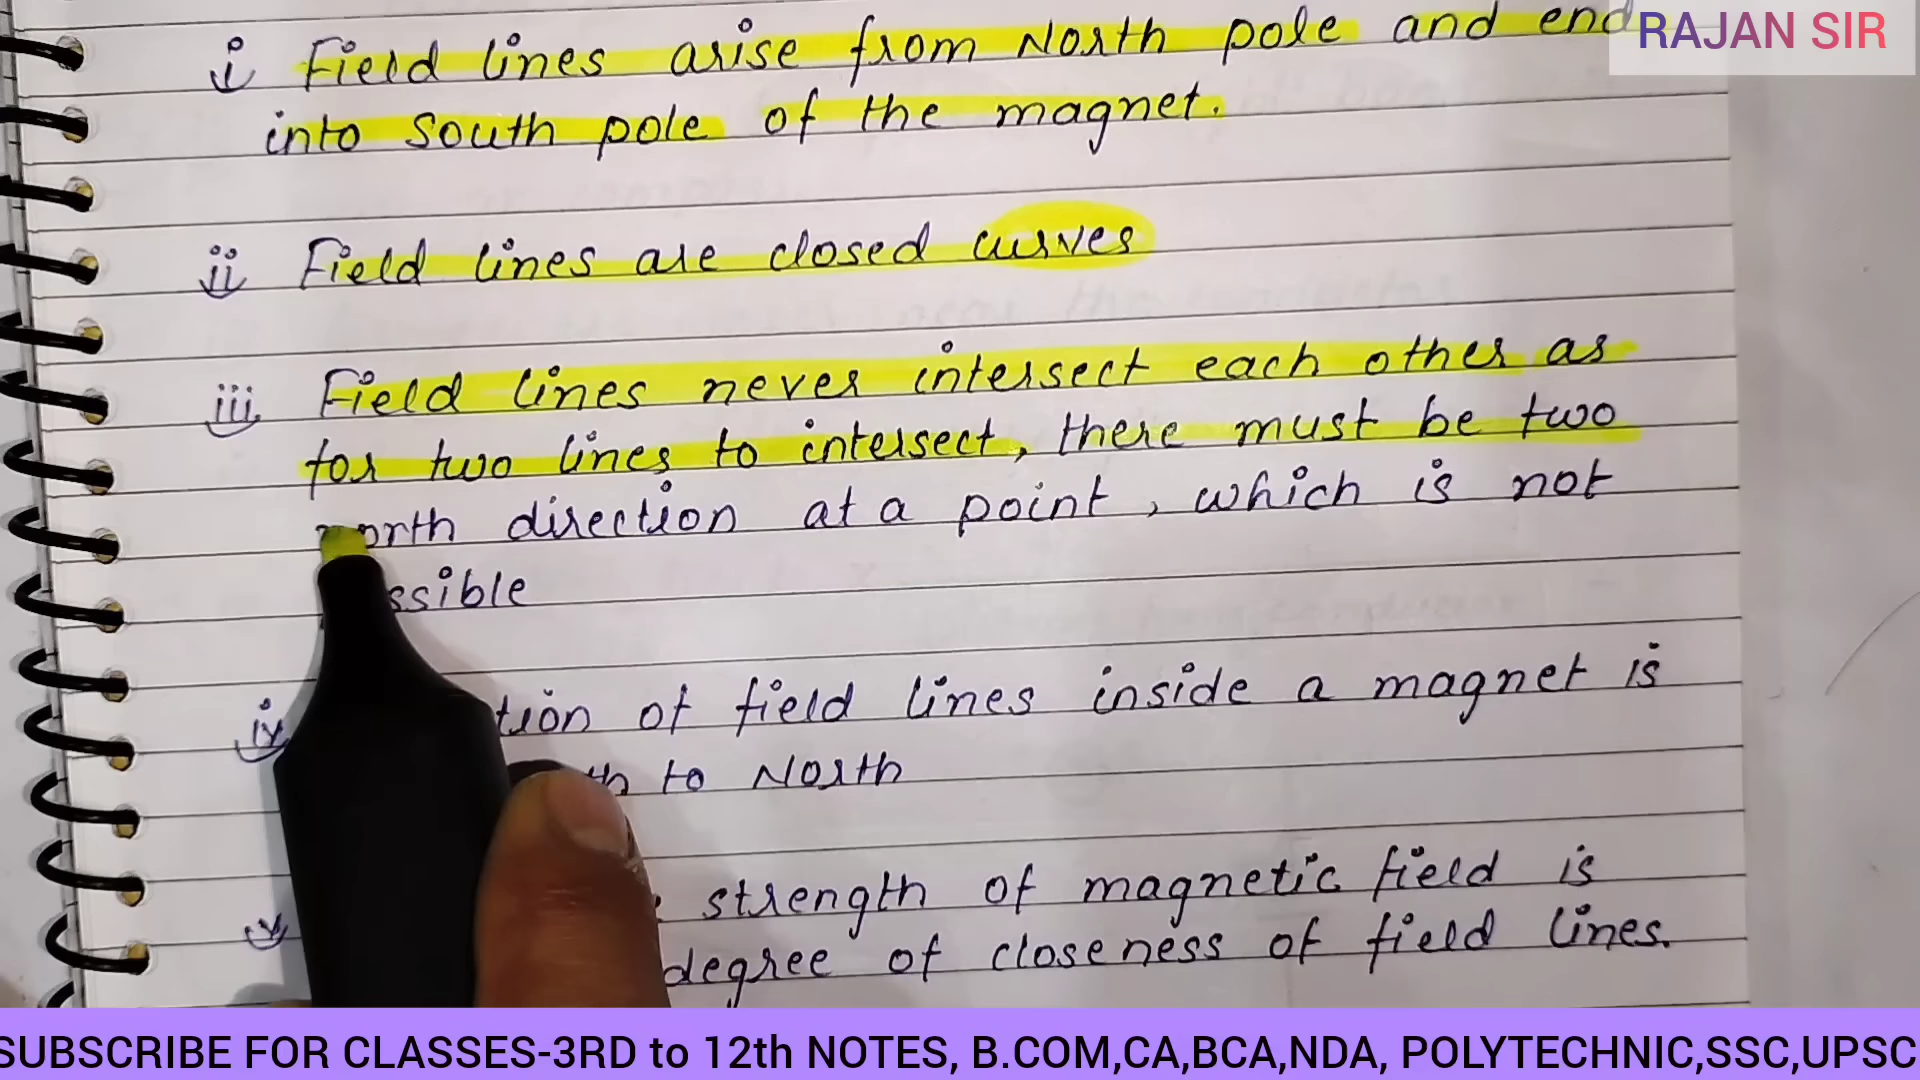 RAJAN SIR
i Field lines arise from North pole and end
into South pole of the magnet.
ii Field lines are closed curves
iii Field lines never intersect each other as
for two lines to intersect, there must be two
north direction at a point, which is not
ssible
iv tion of field lines inside a magnet is
th to North
v strength of magnetic field is
degree of closeness of field lines.
SUBSCRIBE FOR CLASSES-3RD to 12th NOTES, B.COM,CA,BCA,NDA, POLYTECHNIC,SSC,UPSC